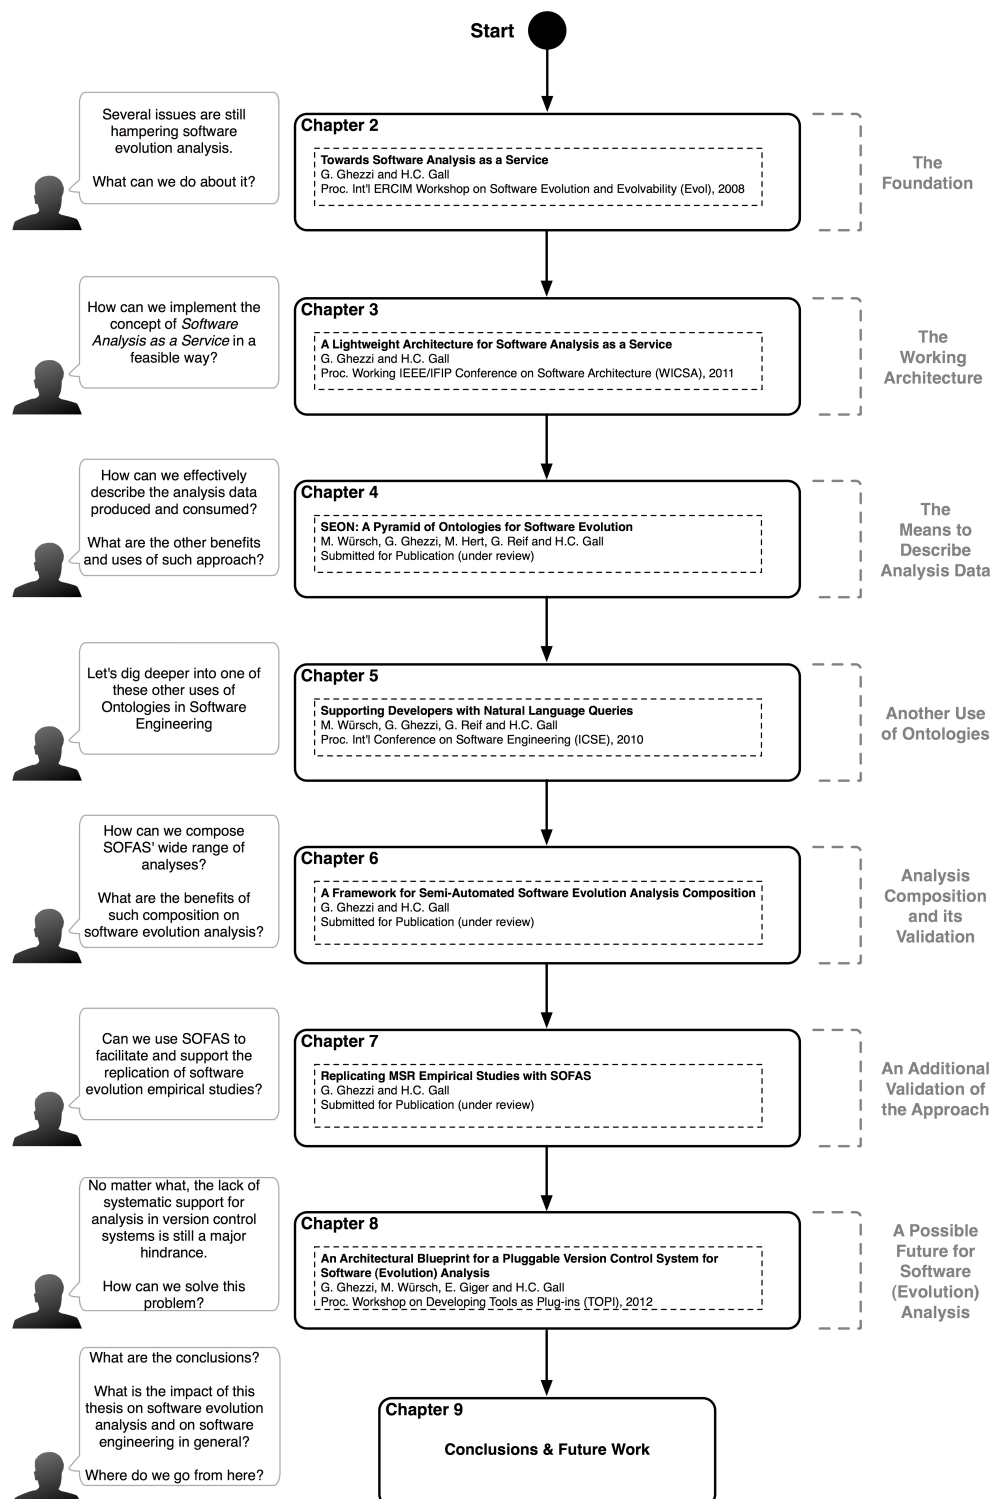 Start
Several issues are still
hampering software
evolution analysis.
What can we do about it?
Chapter 2
Towards Software Analysis as a Service
G. Ghezzi and H.C. Gall
Proc. Int'l ERCIM Workshop on Software Evolution and Evolvability (Evol), 2008
The
Foundation
How can we implement the
concept of Software
Analysis as a Service in a
feasible way?
Chapter 3
A Lightweight Architecture for Software Analysis as a Service
G. Ghezzi and H.C. Gall
Proc. Working IEEE/IFIP Conference on Software Architecture (WICSA), 2011
The
Working
Architecture
How can we effectively
describe the analysis data
produced and consumed?
What are the other benefits
and uses of such approach?
Chapter 4
SEON: A Pyramid of Ontologies for Software Evolution
M. Würsch, G. Ghezzi, M. Hert, G. Reif and H.C. Gall
Submitted for Publication (under review)
The
Means to
Describe
Analysis Data
Let's dig deeper into one of
these other uses of
Ontologies in Software
Engineering
Chapter 5
Supporting Developers with Natural Language Queries
M. Würsch, G. Ghezzi, G. Reif and H.C. Gall
Proc. Int'l Conference on Software Engineering (ICSE), 2010
Another Use
of Ontologies
How can we compose
SOFAS' wide range of
analyses?
What are the benefits of
such composition on
software evolution analysis?
Chapter 6
A Framework for Semi-Automated Software Evolution Analysis Composition
G. Ghezzi and H.C. Gall
Submitted for Publication (under review)
Analysis
Composition
and its
Validation
Can we use SOFAS to
facilitate and support the
replication of software
evolution empirical studies?
Chapter 7
Replicating MSR Empirical Studies with SOFAS
G. Ghezzi and H.C. Gall
Submitted for Publication (under review)
An Additional
Validation of
the Approach
No matter what, the lack of
systematic support for
analysis in version control
systems is still a major
hindrance.
How can we solve this
problem?
Chapter 8
An Architectural Blueprint for a Pluggable Version Control System for
Software (Evolution) Analysis
G. Ghezzi, M. Würsch, E. Giger and H.C. Gall
Proc. Workshop on Developing Tools as Plug-ins (TOPI), 2012
A Possible
Future for
Software
(Evolution)
Analysis
What are the conclusions?
What is the impact of this
thesis on software evolution
analysis and on software
engineering in general?
Where do we go from here?
Chapter 9
Conclusions & Future Work